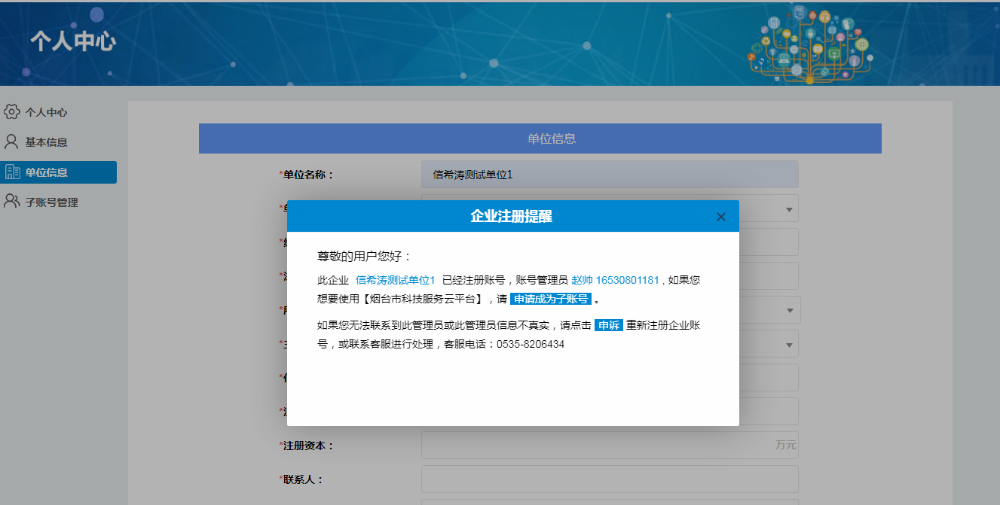 个人中心
个人中心
基本信息
单位信息
子账号管理
单位信息
*单位名称：
信希涛测试单位1
企业注册提醒
尊敬的用户您好：
此企业 信希涛测试单位1 已经注册账号，账号管理员 赵帅 16530801181 , 如果您
想要使用【烟台市科技服务云平台】，请 申请成为子账号 。
如果您无法联系到此管理员或此管理员信息不真实，请点击 申诉 重新注册企业账
号，或联系客服进行处理，客服电话：0535-8206434
*注册资本：
万元
*联系人：